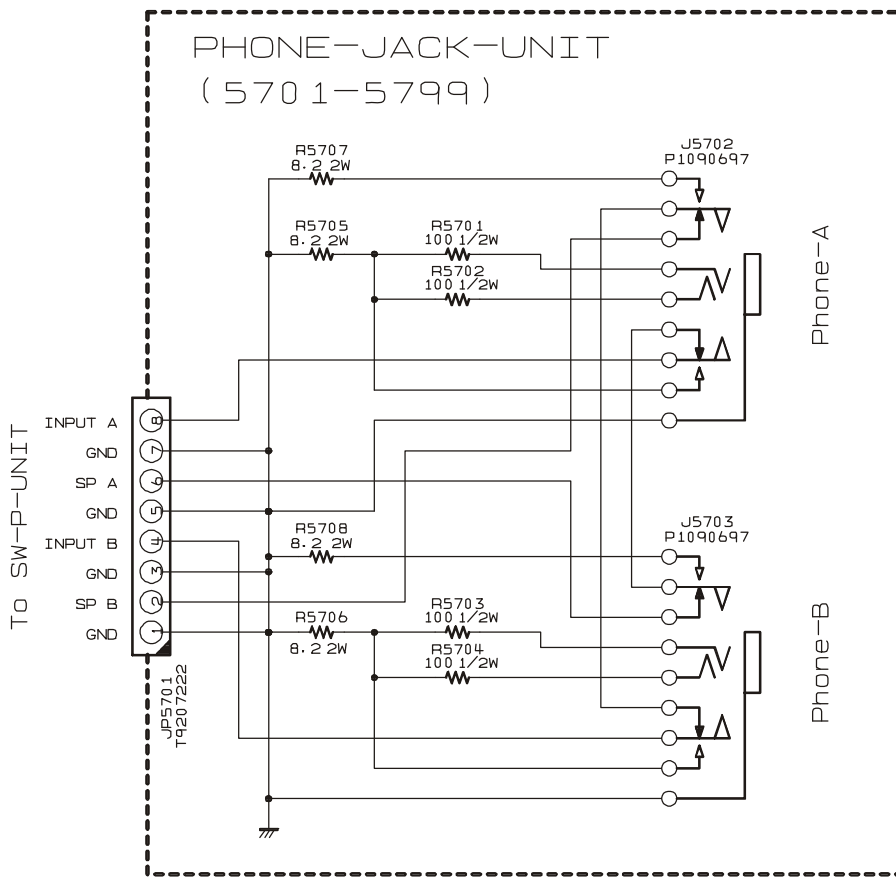 PHONE-JACK-UNIT
(5701-5799)
R5707
8.2 2W
J5702
P1090697
R5705
8.2 2W
R5701
100 1/2W
R5702
100 1/2W
Phone-A
To SW-P-UNIT
INPUT A
8
GND
7
SP A
6
GND
5
INPUT B
4
GND
3
SP B
2
GND
1
JP5701
T9207222
R5708
8.2 2W
J5703
P1090697
R5706
8.2 2W
R5703
100 1/2W
R5704
100 1/2W
Phone-B